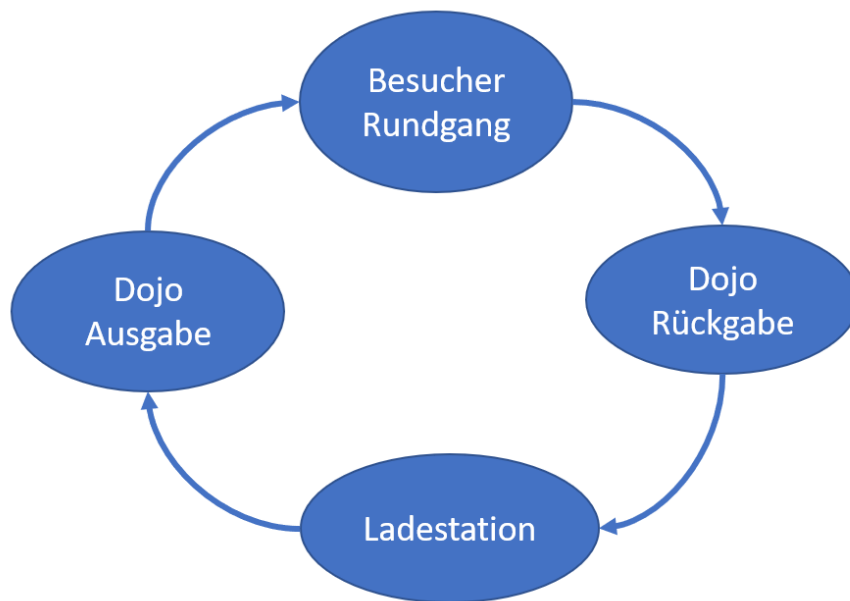 Besucher
Rundgang
Dojo
Rückgabe
Ladestation
Dojo
Ausgabe